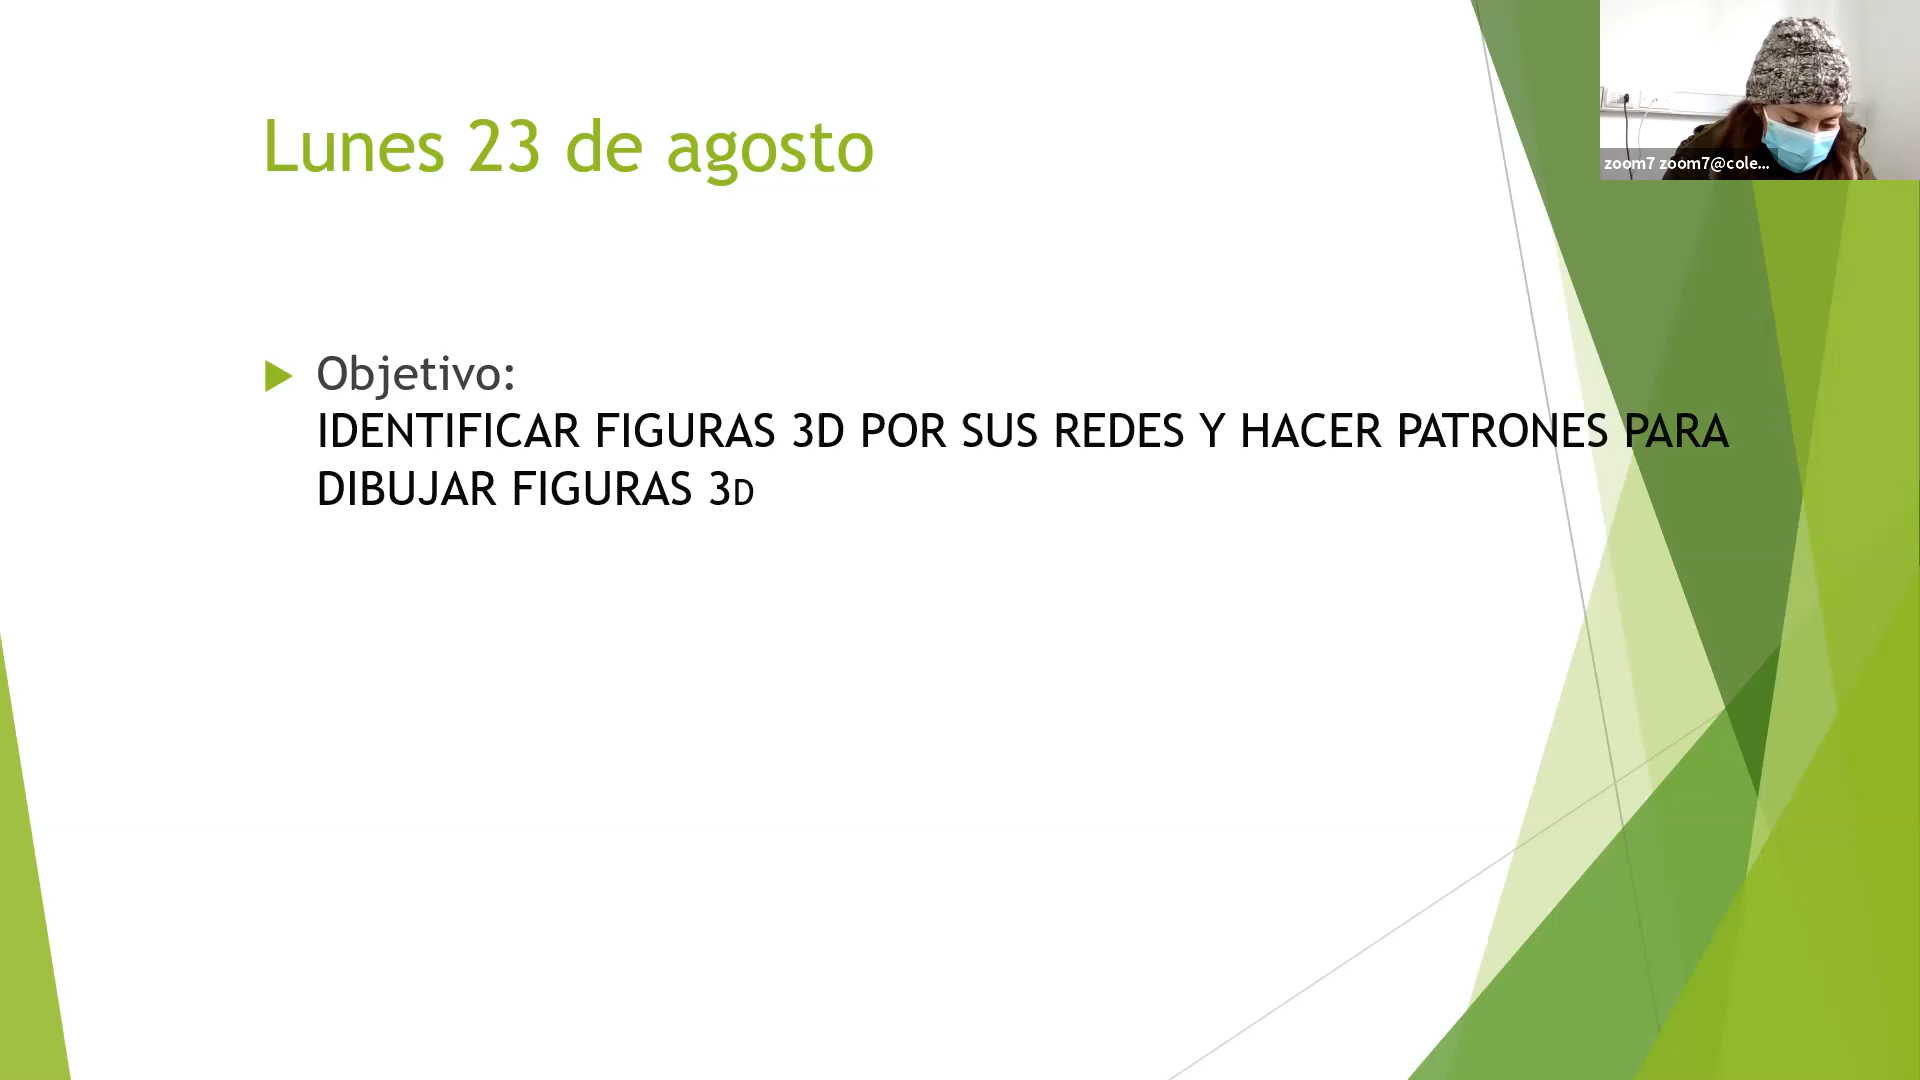 Lunes 23 de agosto
zoom7 zoom7@cole...
Objetivo:
IDENTIFICAR FIGURAS 3D POR SUS REDES Y HACER PATRONES PARA
DIBUJAR FIGURAS 3D